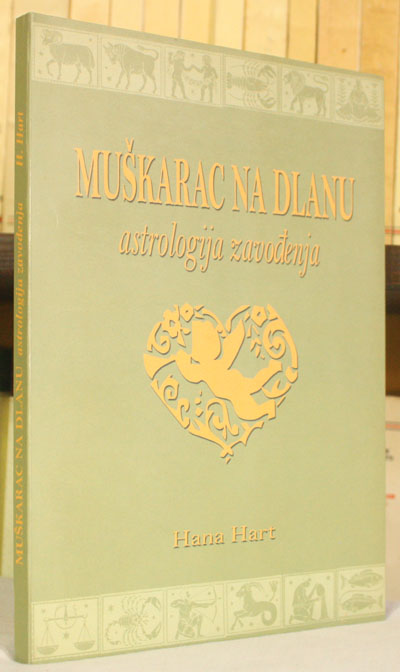 MUŠKARAC NA DLANU
astrologija zavođenja
Hana Hart
MUŠKARAC NA DLANU astrologija zavođenja H. Hart